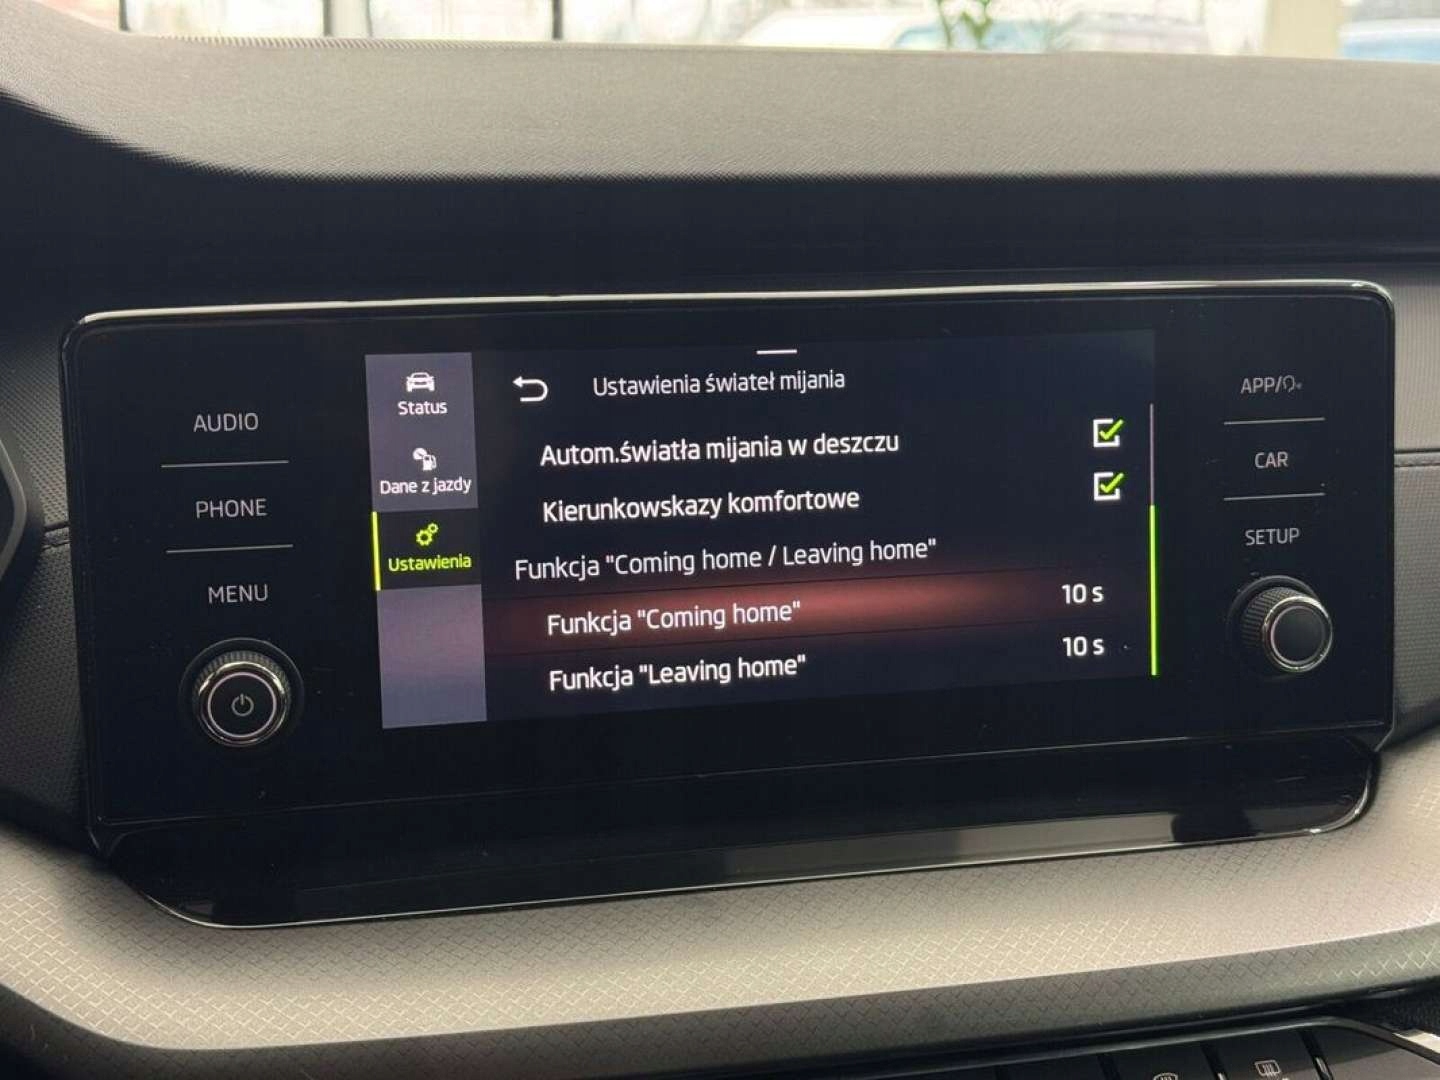 AUDIO
PHONE
MENU
Status
Dane z jazdy
Ustawienia
Ustawienia świateł mijania
Autom.światła mijania w deszczu
Kierunkowskazy komfortowe
Funkcja "Coming home / Leaving home"
Funkcja "Coming home" 10 s
Funkcja "Leaving home" 10 s
APP/
CAR
SETUP